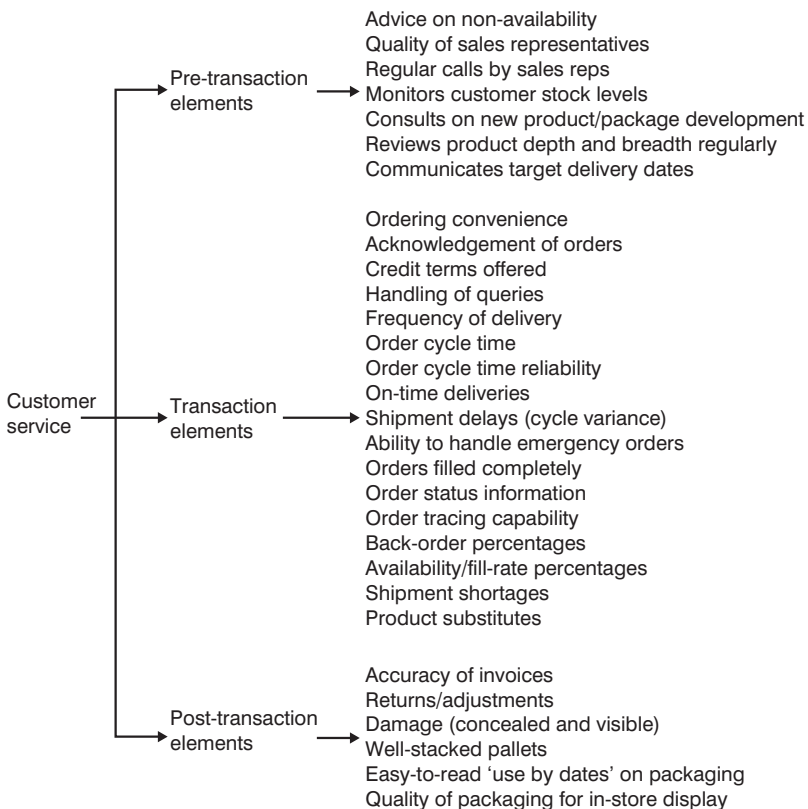 Customer
service
Pre-transaction
elements
Advice on non-availability
Quality of sales representatives
Regular calls by sales reps
Monitors customer stock levels
Consults on new product/package development
Reviews product depth and breadth regularly
Communicates target delivery dates
Transaction
elements
Ordering convenience
Acknowledgement of orders
Credit terms offered
Handling of queries
Frequency of delivery
Order cycle time
Order cycle time reliability
On-time deliveries
Shipment delays (cycle variance)
Ability to handle emergency orders
Orders filled completely
Order status information
Order tracing capability
Back-order percentages
Availability/fill-rate percentages
Shipment shortages
Product substitutes
Post-transaction
elements
Accuracy of invoices
Returns/adjustments
Damage (concealed and visible)
Well-stacked pallets
Easy-to-read ‘use by dates’ on packaging
Quality of packaging for in-store display